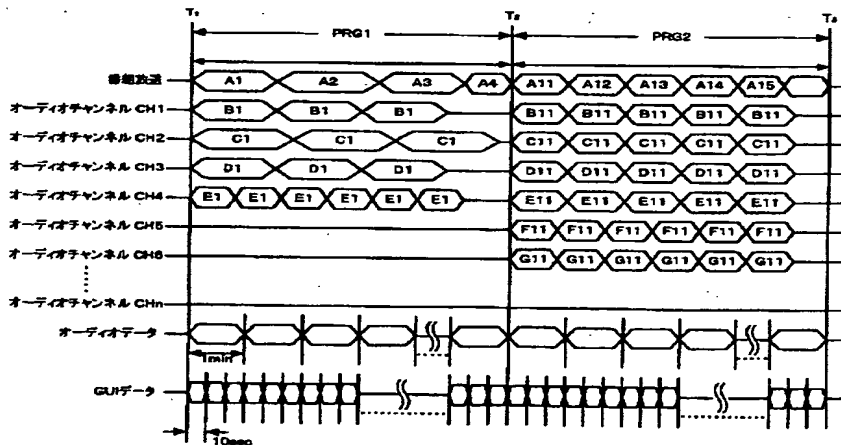 T₁ T₂ T₃
PRG1 PRG2
番組放送 A1 A2 A3 A4 A11 A12 A13 A14 A15
オーディオチャンネル CH1 B1 B1 B1 B11 B11 B11 B11 B11
オーディオチャンネル CH2 C1 C1 C1 C11 C11 C11 C11 C11
オーディオチャンネル CH3 D1 D1 D1 D11 D11 D11 D11 D11
オーディオチャンネル CH4 E1 E1 E1 E1 E1 E1 E11 E11 E11 E11 E11
オーディオチャンネル CH5 F11 F11 F11 F11 F11 F11
オーディオチャンネル CH6 G11 G11 G11 G11 G11 G11
オーディオチャンネル CHn
オーディオデータ
1min
GUIデータ
10sec